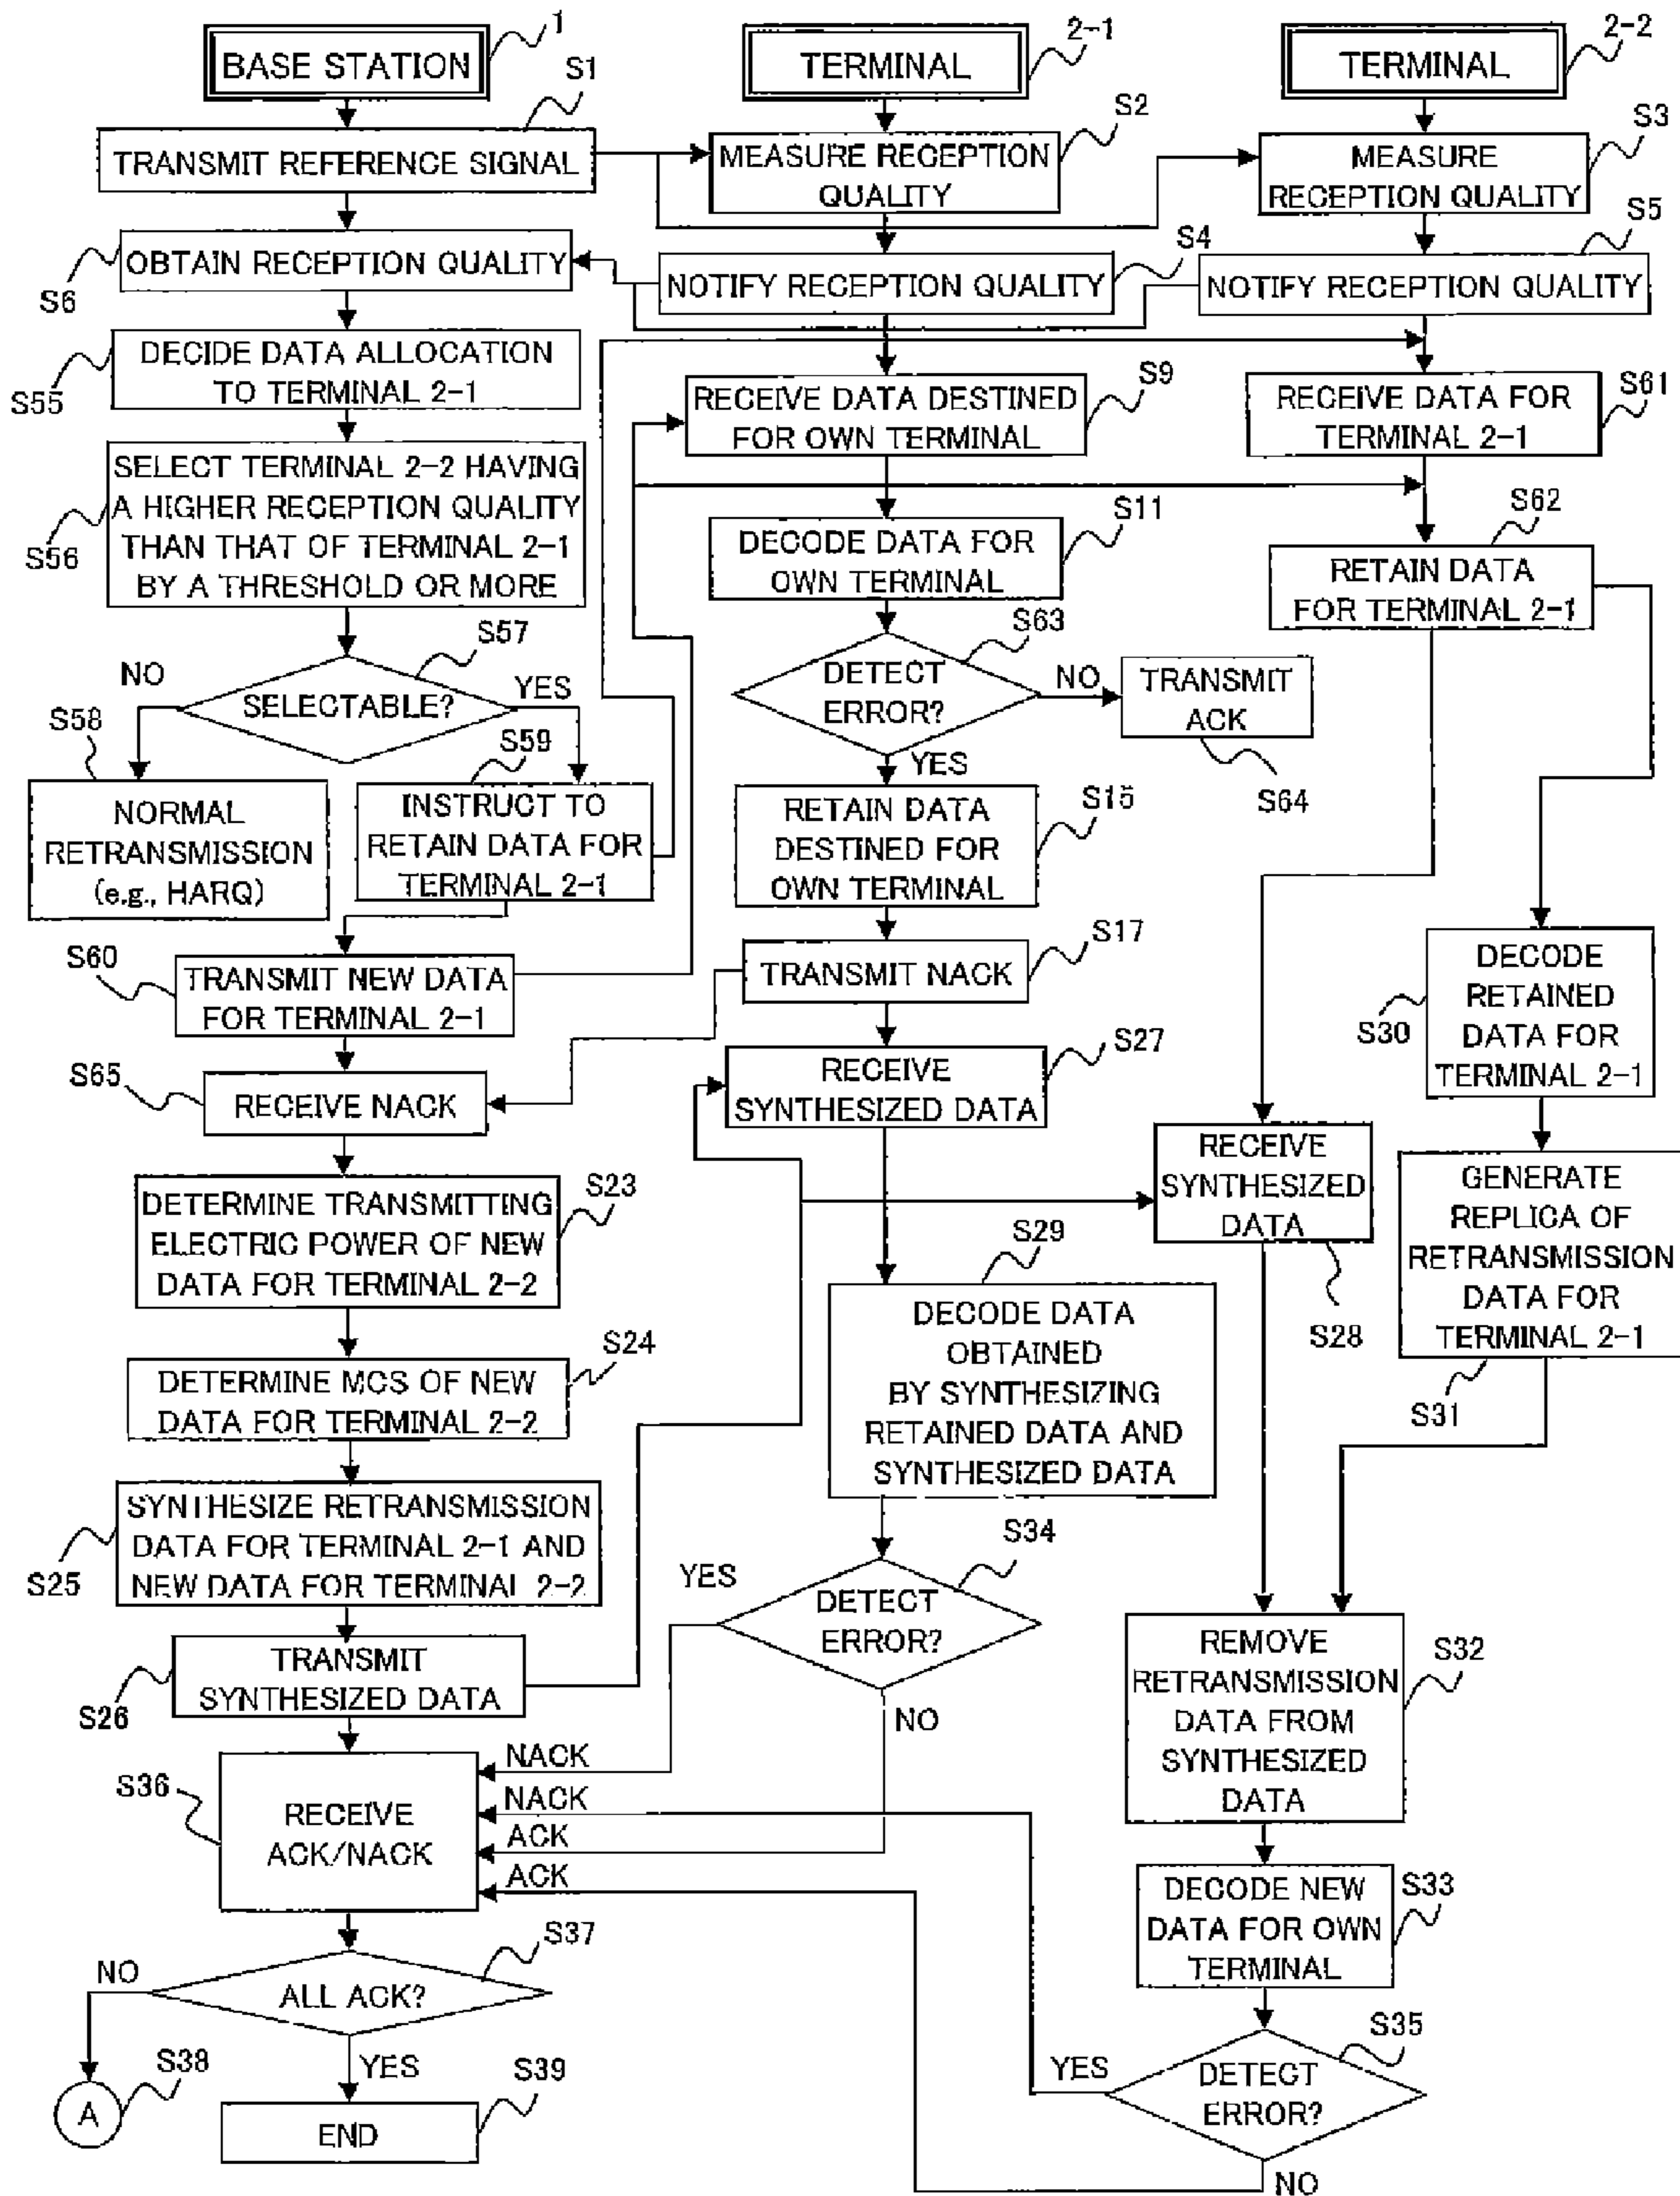 BASE STATION
1
TERMINAL
2-1
TERMINAL
2-2
S1
TRANSMIT REFERENCE SIGNAL
S2
MEASURE RECEPTION
QUALITY
S3
MEASURE
RECEPTION QUALITY
S6
OBTAIN RECEPTION QUALITY
S4
NOTIFY RECEPTION QUALITY
S5
NOTIFY RECEPTION QUALITY
S55
DECIDE DATA ALLOCATION
TO TERMINAL 2-1
S9
RECEIVE DATA DESTINED
FOR OWN TERMINAL
S61
RECEIVE DATA FOR
TERMINAL 2-1
S56
SELECT TERMINAL 2-2 HAVING
A HIGHER RECEPTION QUALITY
THAN THAT OF TERMINAL 2-1
BY A THRESHOLD OR MORE
S11
DECODE DATA FOR
OWN TERMINAL
S62
RETAIN DATA
FOR TERMINAL 2-1
S57
NO
SELECTABLE?
YES
S63
DETECT
ERROR?
NO
YES
TRANSMIT
ACK
S64
S58
NORMAL
RETRANSMISSION
(e.g., HARQ)
S59
INSTRUCT TO
RETAIN DATA FOR
TERMINAL 2-1
S16
RETAIN DATA
DESTINED FOR
OWN TERMINAL
S60
TRANSMIT NEW DATA
FOR TERMINAL 2-1
S17
TRANSMIT NACK
S30
DECODE
RETAINED
DATA FOR
TERMINAL 2-1
S65
RECEIVE NACK
S27
RECEIVE
SYNTHESIZED DATA
RECEIVE
SYNTHESIZED
DATA
S28
GENERATE
REPLICA OF
RETRANSMISSION
DATA FOR
TERMINAL 2-1
S31
S23
DETERMINE TRANSMITTING
ELECTRIC POWER OF NEW
DATA FOR TERMINAL 2-2
S29
DECODE DATA
OBTAINED
BY SYNTHESIZING
RETAINED DATA AND
SYNTHESIZED DATA
S24
DETERMINE MCS OF NEW
DATA FOR TERMINAL 2-2
S25
SYNTHESIZE RETRANSMISSION
DATA FOR TERMINAL 2-1 AND
NEW DATA FOR TERMINAL 2-2
S34
YES
DETECT
ERROR?
NO
S26
TRANSMIT
SYNTHESIZED DATA
S32
REMOVE
RETRANSMISSION
DATA FROM
SYNTHESIZED
DATA
S36
RECEIVE
ACK/NACK
NACK
NACK
ACK
ACK
S33
DECODE NEW
DATA FOR OWN
TERMINAL
S37
NO
ALL ACK?
YES
S35
YES
DETECT
ERROR?
NO
S38
A
S39
END